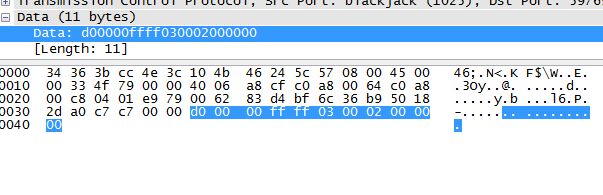 Transmission Control Protocol, Src Port: blackjack (1025), Dst Port: 5976
Data (11 bytes)
Data: d00000ffff030002000000
[Length: 11]
0000 34 36 3b cc 4e 3c 10 4b 46 24 5c 57 08 00 45 00 46;.N<.K F$\W..E.
0010 00 33 4f 79 00 00 40 06 a8 cf c0 a8 00 64 c0 a8 .3Oy..@. .....d..
0020 00 c8 04 01 e9 79 00 62 83 d4 bf 6c 36 b9 50 18 .....y.b ...l6.P.
0030 2d a0 c7 c7 00 00 d0 00 00 ff ff 03 00 02 00 00 -....... ........
0040 00 .